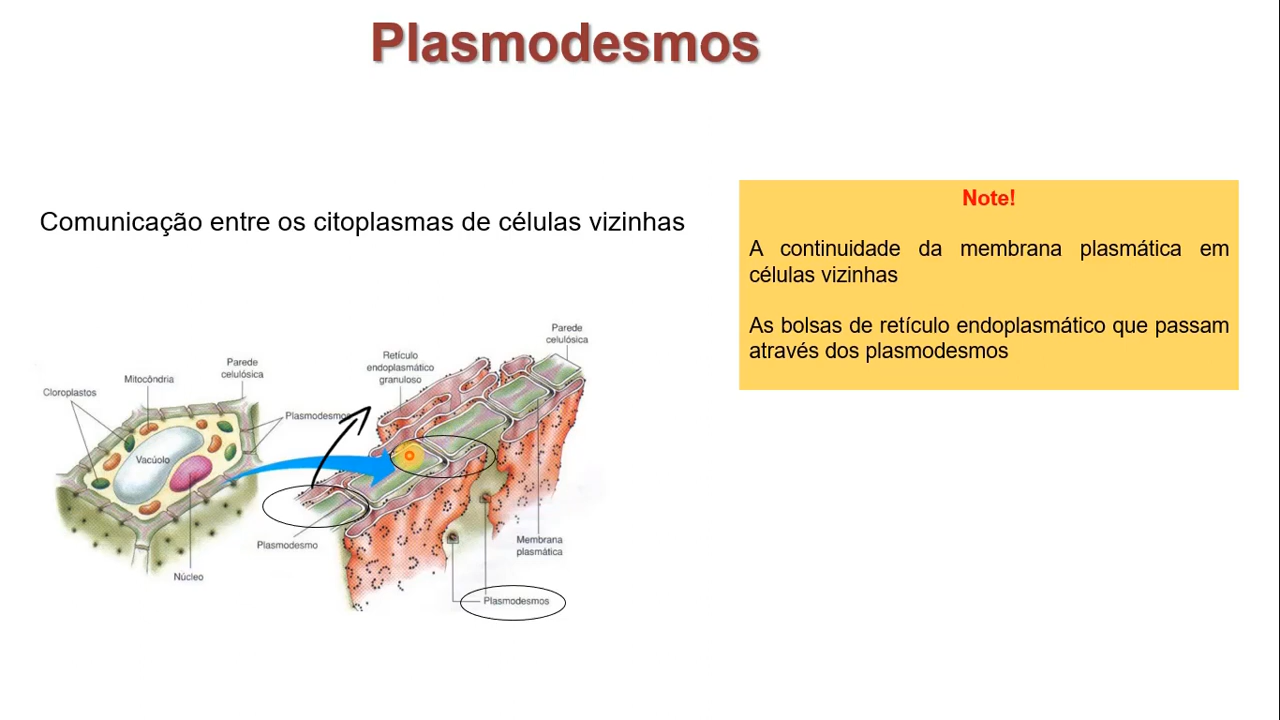 Plasmodesmos
Comunicação entre os citoplasmas de células vizinhas
Note!
A continuidade da membrana plasmática em
células vizinhas
As bolsas de retículo endoplasmático que passam
através dos plasmodesmos
Cloroplastos
Mitocôndria
Parede
celulósica
Plasmodesmos
Vacúolo
Núcleo
Retículo
endoplasmático
granuloso
Parede
celulósica
Plasmodesmo
Membrana
plasmática
Plasmodesmos